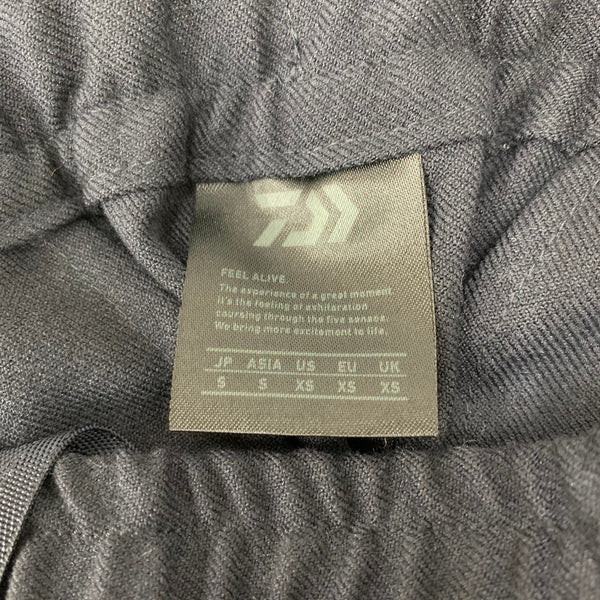 FEEL ALIVE.
The experience of a great moment.
It's the feeling of exhilaration
coursing through the five senses.
We bring more excitement to life.
JP ASIA US EU UK
S S XS XS XS